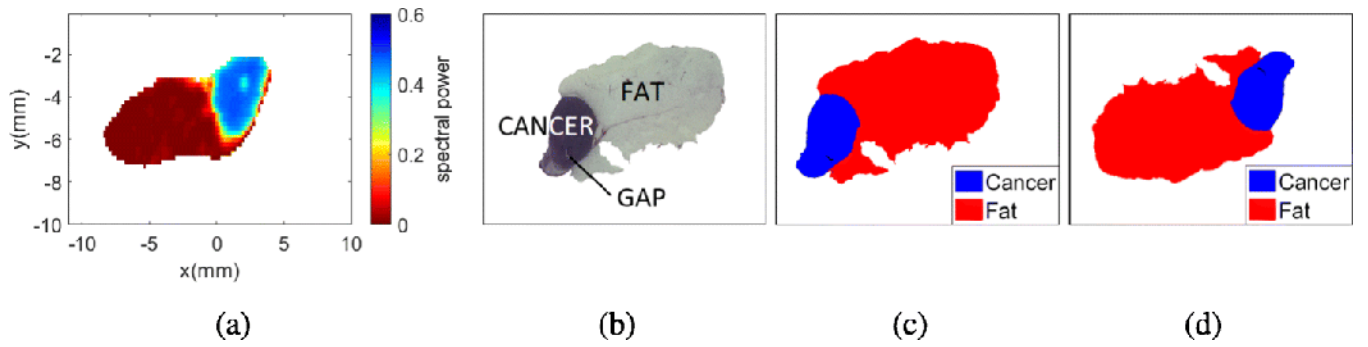 -2
-4
-6
-8
-10
-10
-5
0
5
10
x(mm)
y(mm)
0.6
0.4
0.2
0
spectral power
FAT
CANCER
GAP
Cancer
Fat
Cancer
Fat
(a)
(b)
(c)
(d)